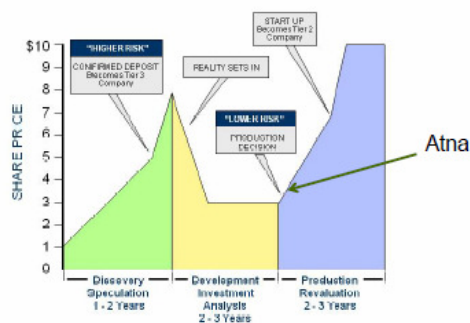 $10
9
8
7
6
5
4
3
2
1
0
SHARE PRICE
"HIGHER RISK"
CONFIRMED DEPOSIT
Becomes Tier 3
Company
REALITY SETS IN
"LOWER RISK"
PRODUCTION
DECISION
START UP
Becomes Tier 2
Company
Atna
Discovery
Speculation
1 - 2 Years
Development
Investment
Analysis
2 - 3 Years
Production
Revaluation
2 - 3 Years